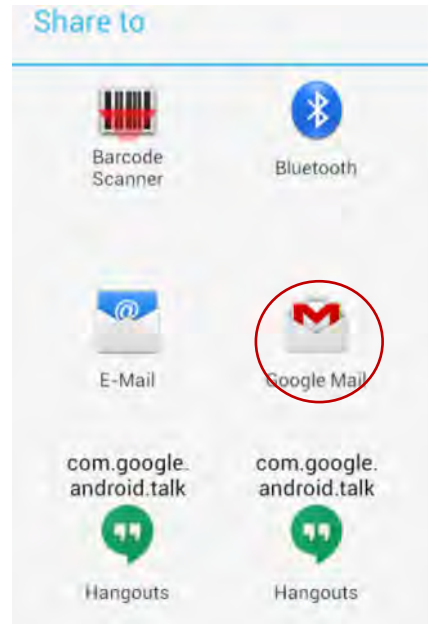 Share to
Barcode Bluetooth
Scanner
@
E-Mail Google Mail
com.google. com.google.
android.talk android.talk
Hangouts Hangouts